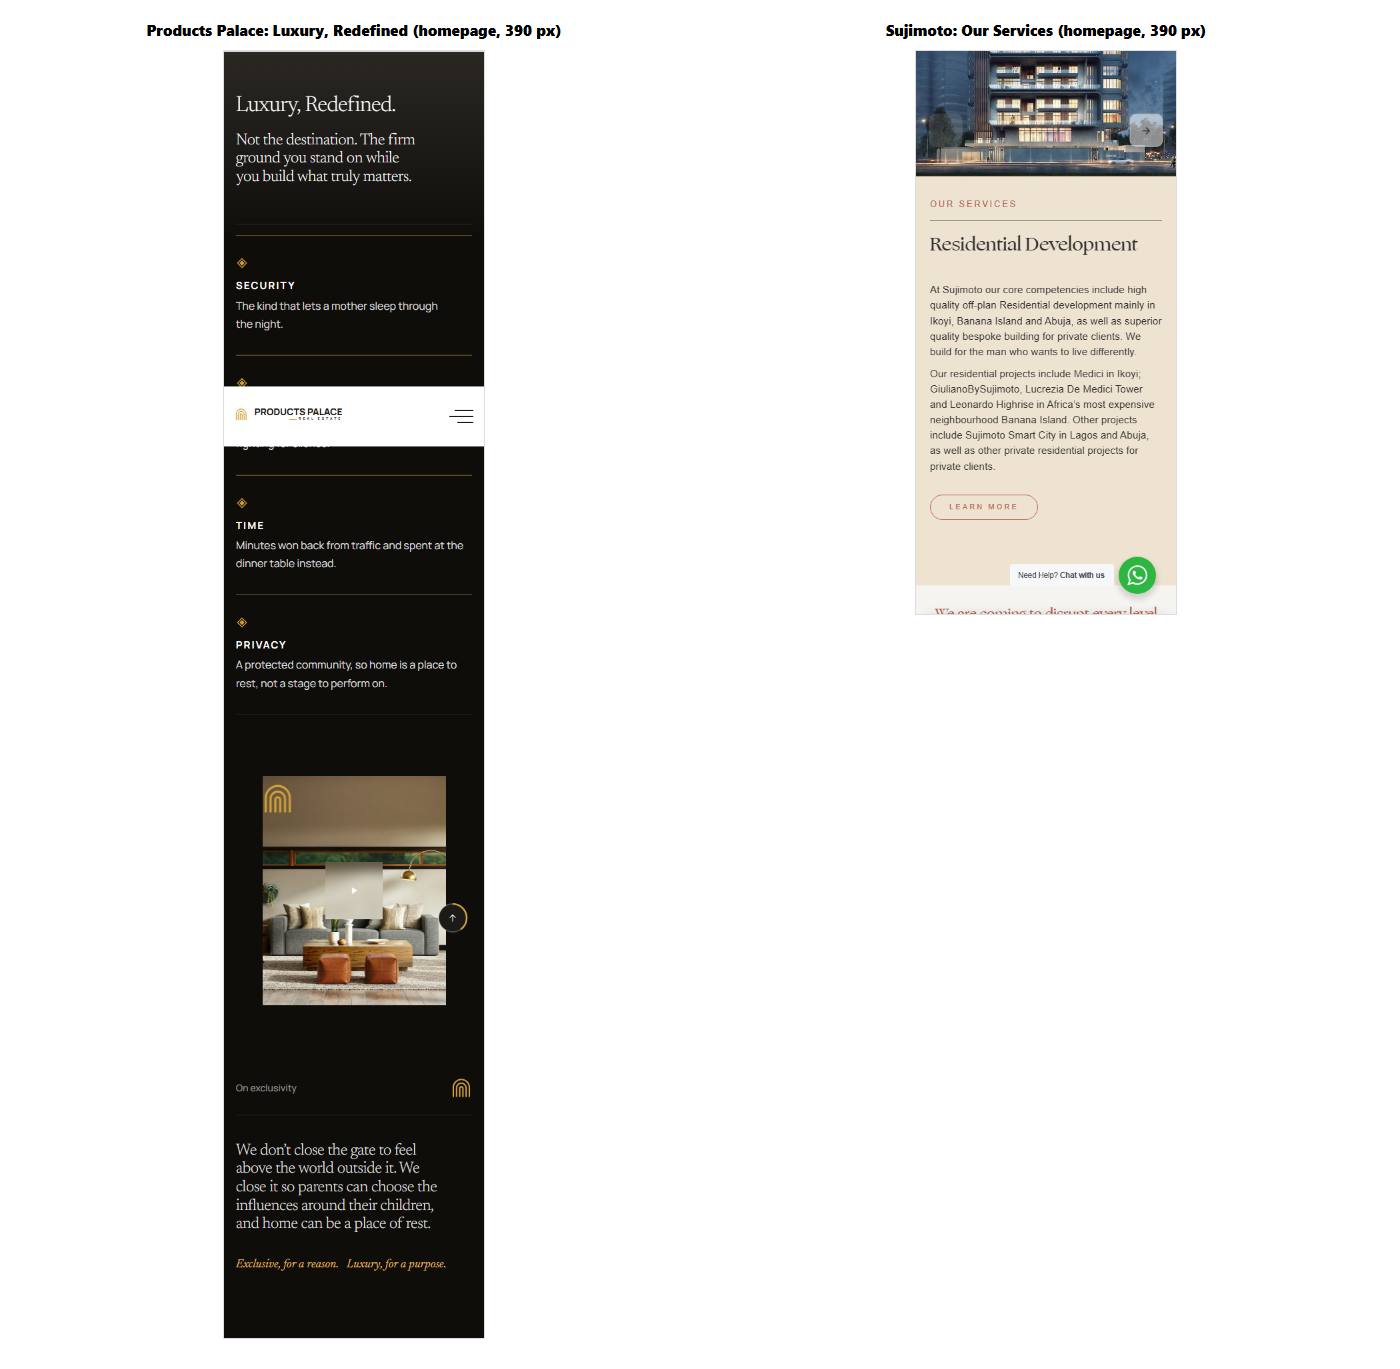 Products Palace: Luxury, Redefined (homepage, 390 px)
Luxury, Redefined.
Not the destination. The firm
ground you stand on while
you build what truly matters.
SECURITY
The kind that lets a mother sleep through
the night.
PRODUCTS PALACE
REAL ESTATE
TIME
Minutes won back from traffic and spent at the
dinner table instead.
PRIVACY
A protected community, so home is a place to
rest, not a stage to perform on.
On exclusivity
We don’t close the gate to feel
above the world outside it. We
close it so parents can choose the
influences around their children,
and home can be a place of rest.
Exclusive, for a reason. Luxury, for a purpose.
Sujimoto: Our Services (homepage, 390 px)
OUR SERVICES
Residential Development
At Sujimoto our core competencies include high
quality off-plan Residential development mainly in
Ikoyi, Banana Island and Abuja, as well as superior
quality bespoke building for private clients. We
build for the man who wants to live differently.
Our residential projects include Medici in Ikoyi;
GiulianoBySujimoto, Lucrezia De Medici Tower
and Leonardo Highrise in Africa's most expensive
neighbourhood Banana Island. Other projects
include Sujimoto Smart City in Lagos and Abuja,
as well as other private residential projects for
private clients.
LEARN MORE
Need Help? Chat with us
We are coming to disrupt every level